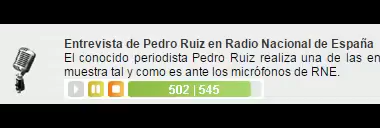 Entrevista de Pedro Ruiz en Radio Nacional de España
El conocido periodista Pedro Ruiz realiza una de las en
muestra tal y como es ante los micrófonos de RNE.
502 | 545